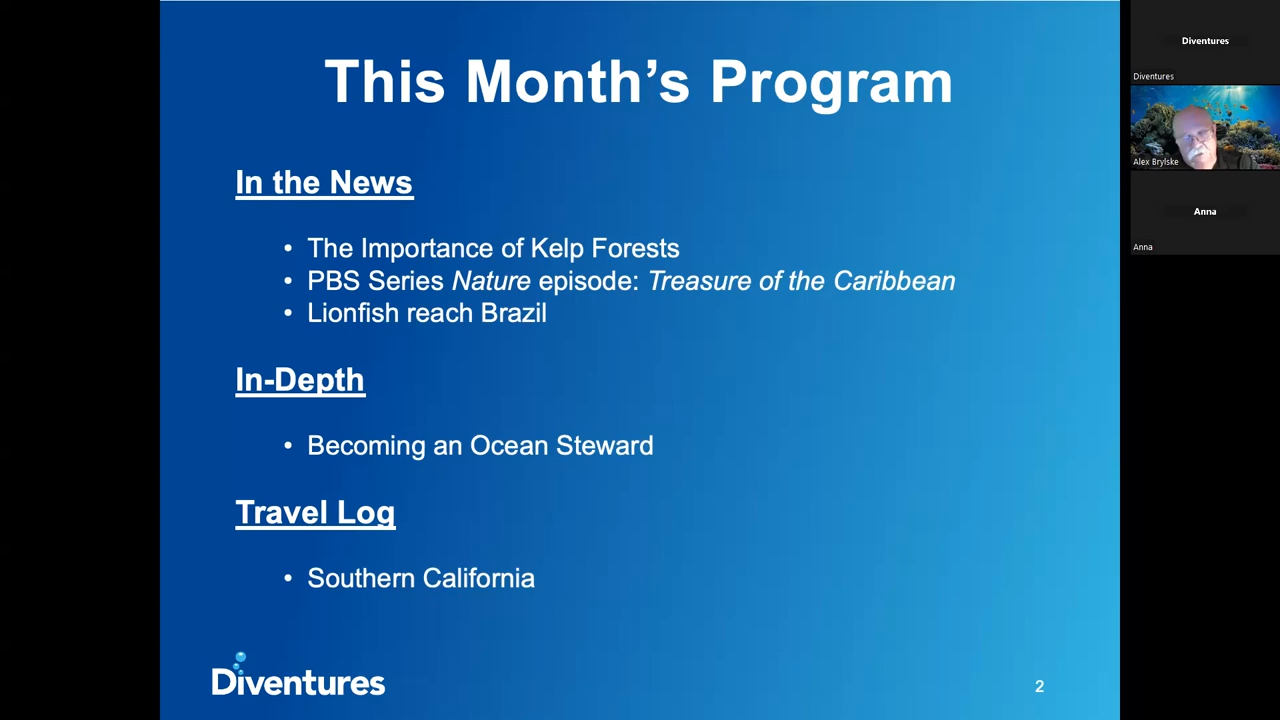 This Month's Program
In the News
• The Importance of Kelp Forests
• PBS Series Nature episode: Treasure of the Caribbean
• Lionfish reach Brazil
In-Depth
• Becoming an Ocean Steward
Travel Log
• Southern California
Diventures
2
Diventures
Diventures
Alex Brylske
Anna
Anna